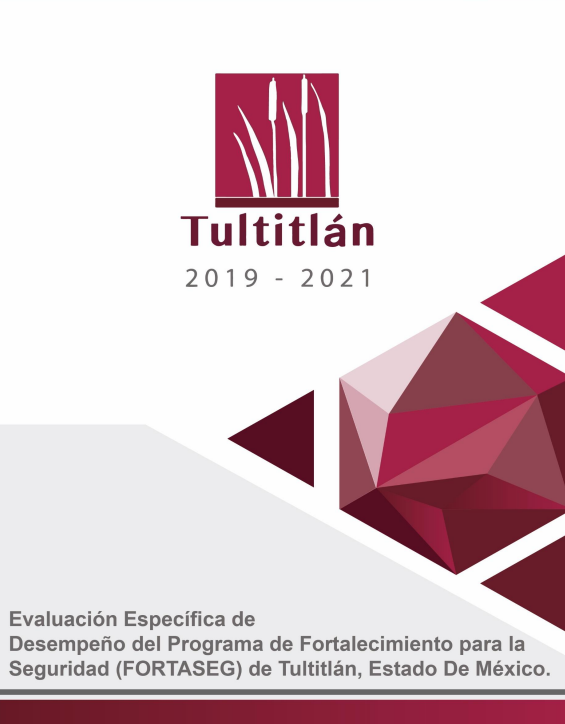 Tultitlán
2019 - 2021
Evaluación Específica de
Desempeño del Programa de Fortalecimiento para la
Seguridad (FORTASEG) de Tultitlán, Estado De México.